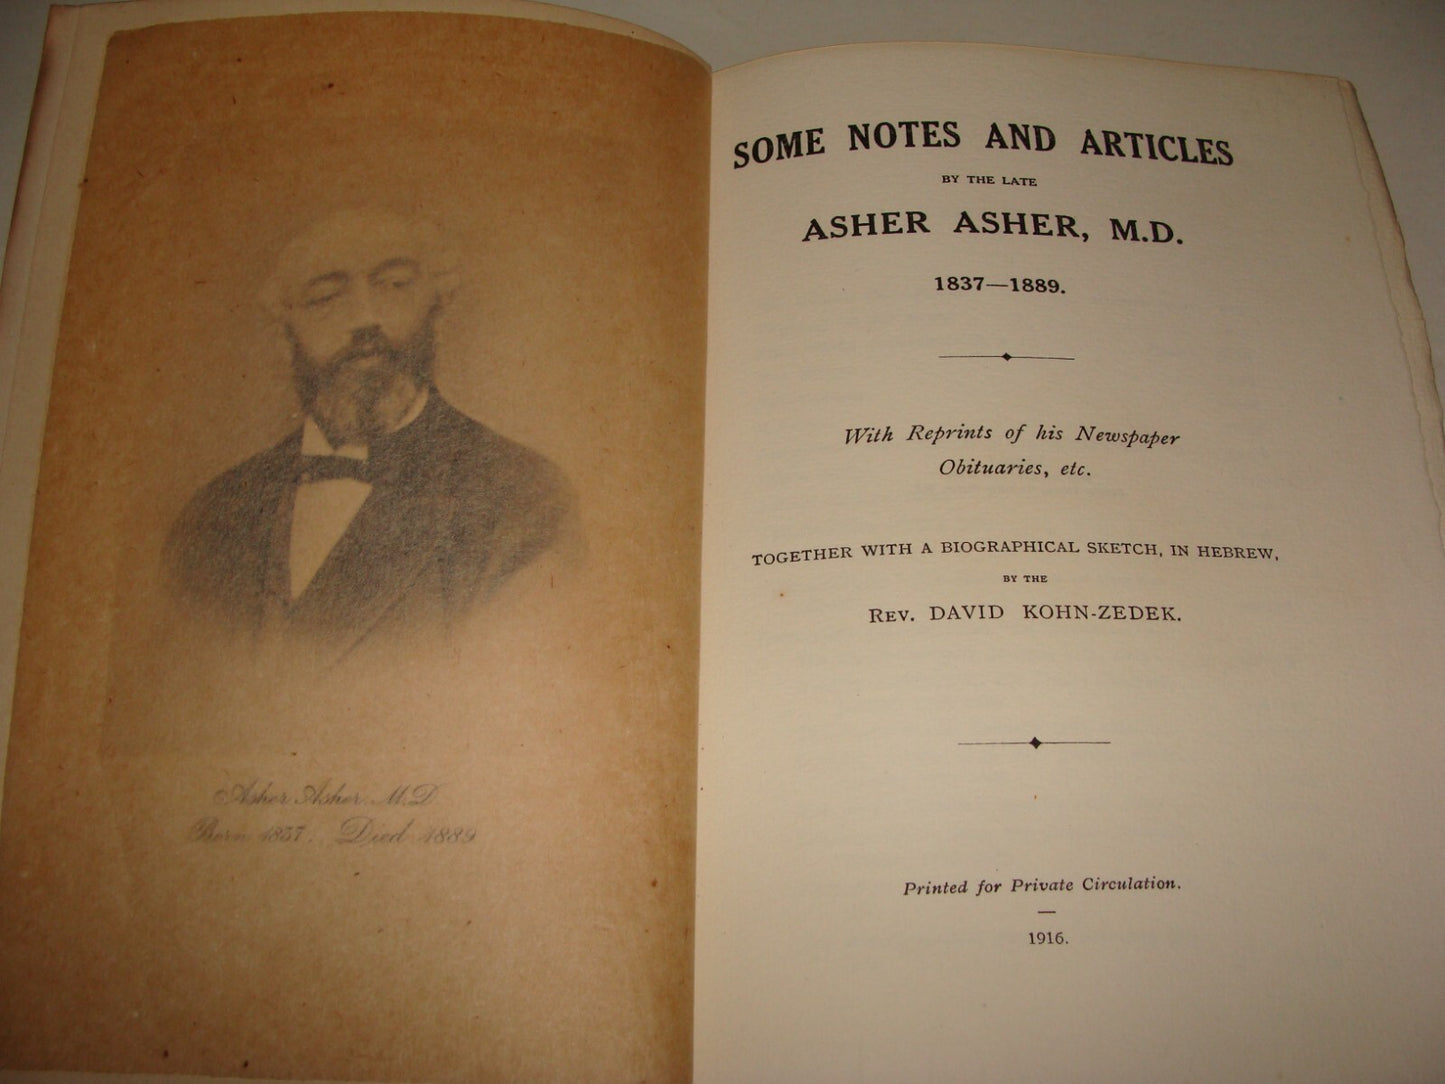 Asher Asher. M.D.
Born 1837. Died 1889
SOME NOTES AND ARTICLES
BY THE LATE
ASHER ASHER, M.D.
1837—1889.
With Reprints of his Newspaper
Obituaries, etc.
TOGETHER WITH A BIOGRAPHICAL SKETCH, IN HEBREW,
BY THE
REV. DAVID KOHN-ZEDEK.
Printed for Private Circulation.
1916.